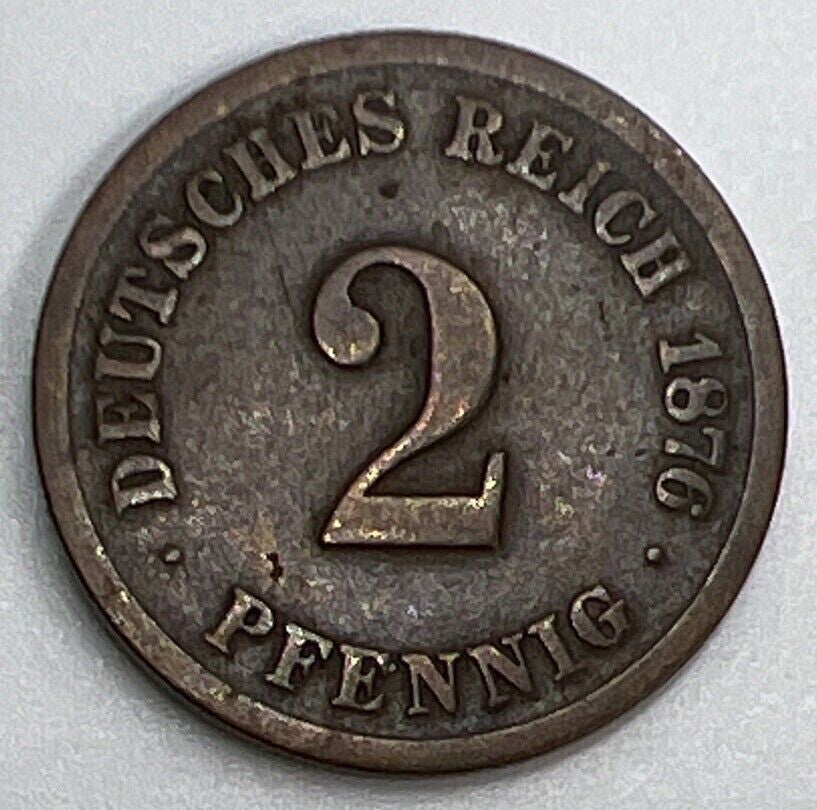 DEUTSCHES REICH 1876
2
· PFENNIG ·